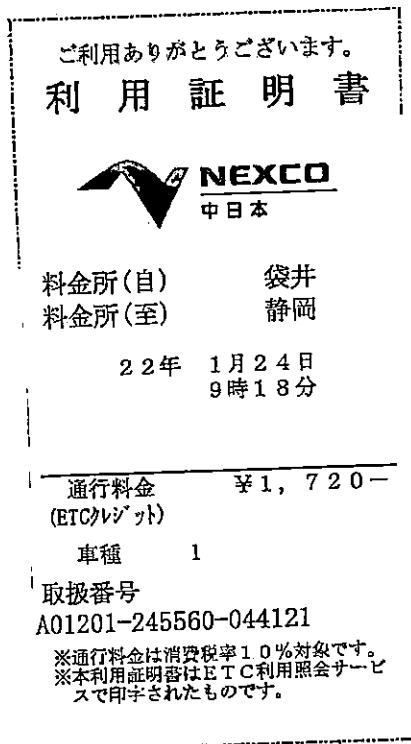 ご利用ありがとうございます。
利用証明書
NEXCO
中日本
料金所(自) 袋井
料金所(至) 静岡
22年 1月24日
9時18分
通行料金 ¥1,720-
(ETCクレジット)
車種 1
取扱番号
A01201-245560-044121
※通行料金は消費税率10%対象です。
※本利用証明書はETC利用照会サービ
スで印字されたものです。